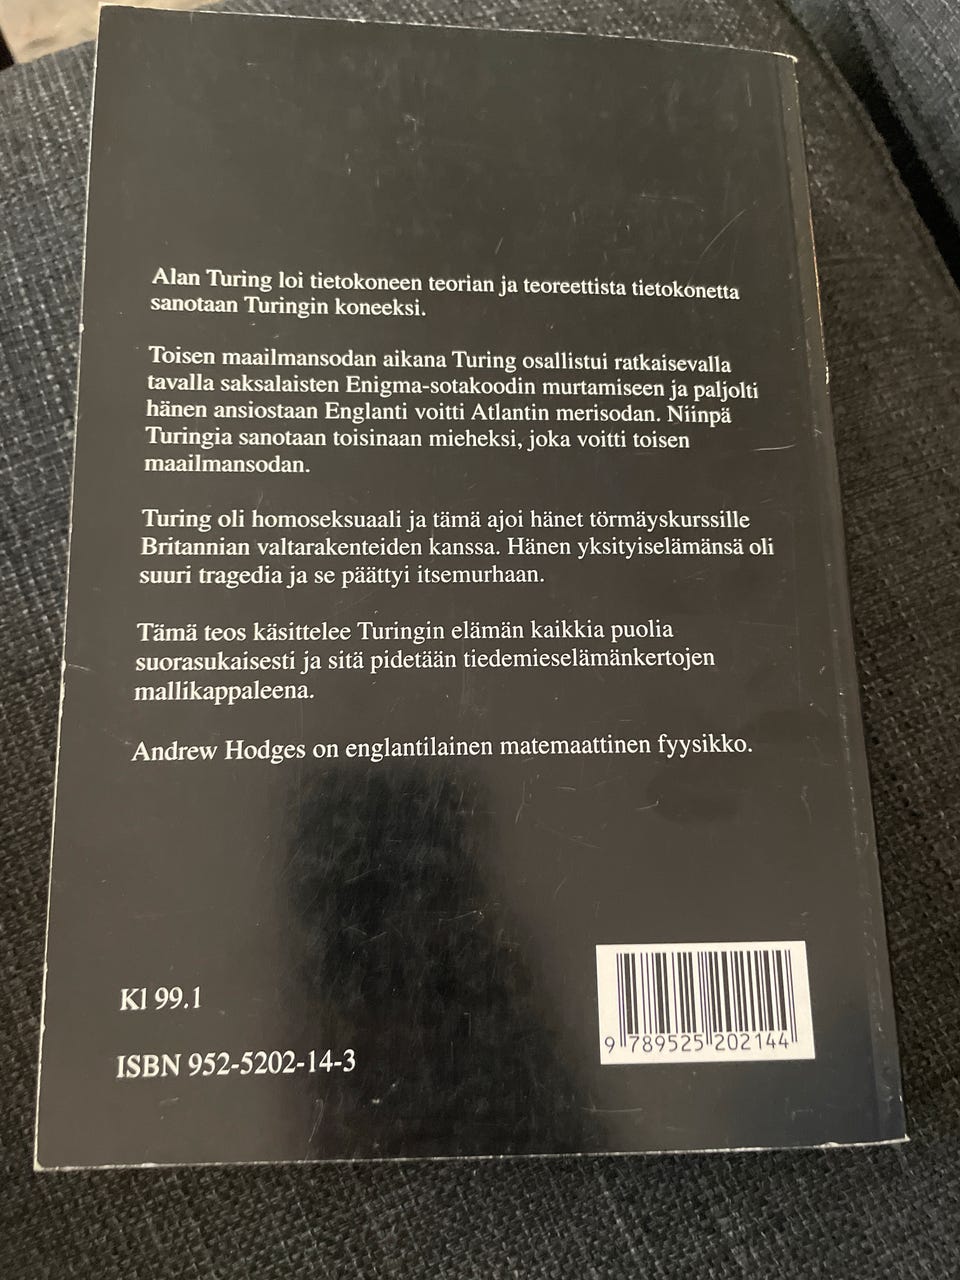 Alan Turing loi tietokoneen teorian ja teoreettista tietokonetta
sanotaan Turingin koneeksi.
Toisen maailmansodan aikana Turing osallistui ratkaisevalla
tavalla saksalaisten Enigma-sotakoodin murtamiseen ja paljolti
hänen ansiostaan Englanti voitti Atlantin merisodan. Niinpä
Turingia sanotaan toisinaan mieheksi, joka voitti toisen
maailmansodan.
Turing oli homoseksuaali ja tämä ajoi hänet törmäyskurssille
Britannian valtarakenteiden kanssa. Hänen yksityiselämänsä oli
suuri tragedia ja se päättyi itsemurhaan.
Tämä teos käsittelee Turingin elämän kaikkia puolia
suorasukaisesti ja sitä pidetään tiedemieselämänkertojen
mallikappaleena.
Andrew Hodges on englantilainen matemaattinen fyysikko.
Kl 99.1
ISBN 952-5202-14-3
9 789525 202144